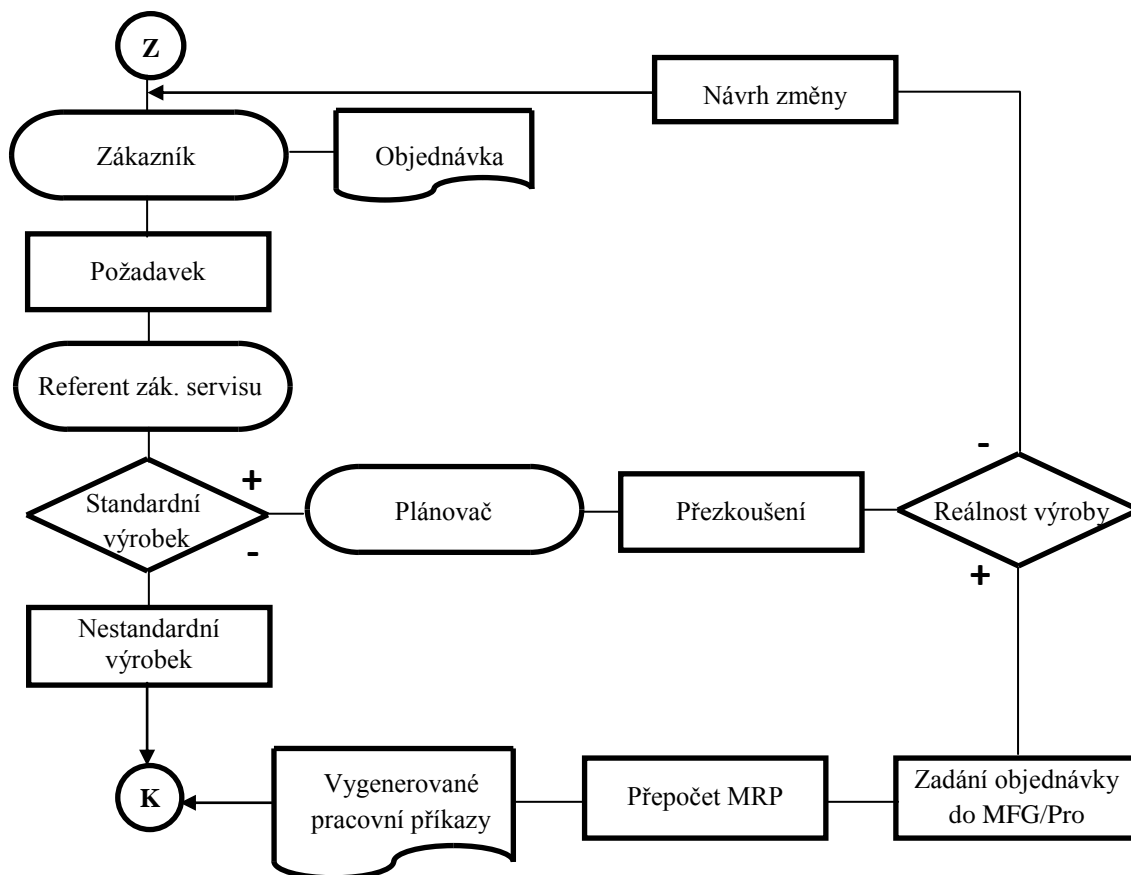 Z
Návrh změny
Zákazník
Objednávka
Požadavek
Referent zák. servisu
+
-
Standardní
výrobek
-
Plánovač
Přezkoušení
Reálnost výroby
+
Nestandardní
výrobek
K
Vygenerované
pracovní příkazy
Přepočet MRP
Zadání objednávky
do MFG/Pro